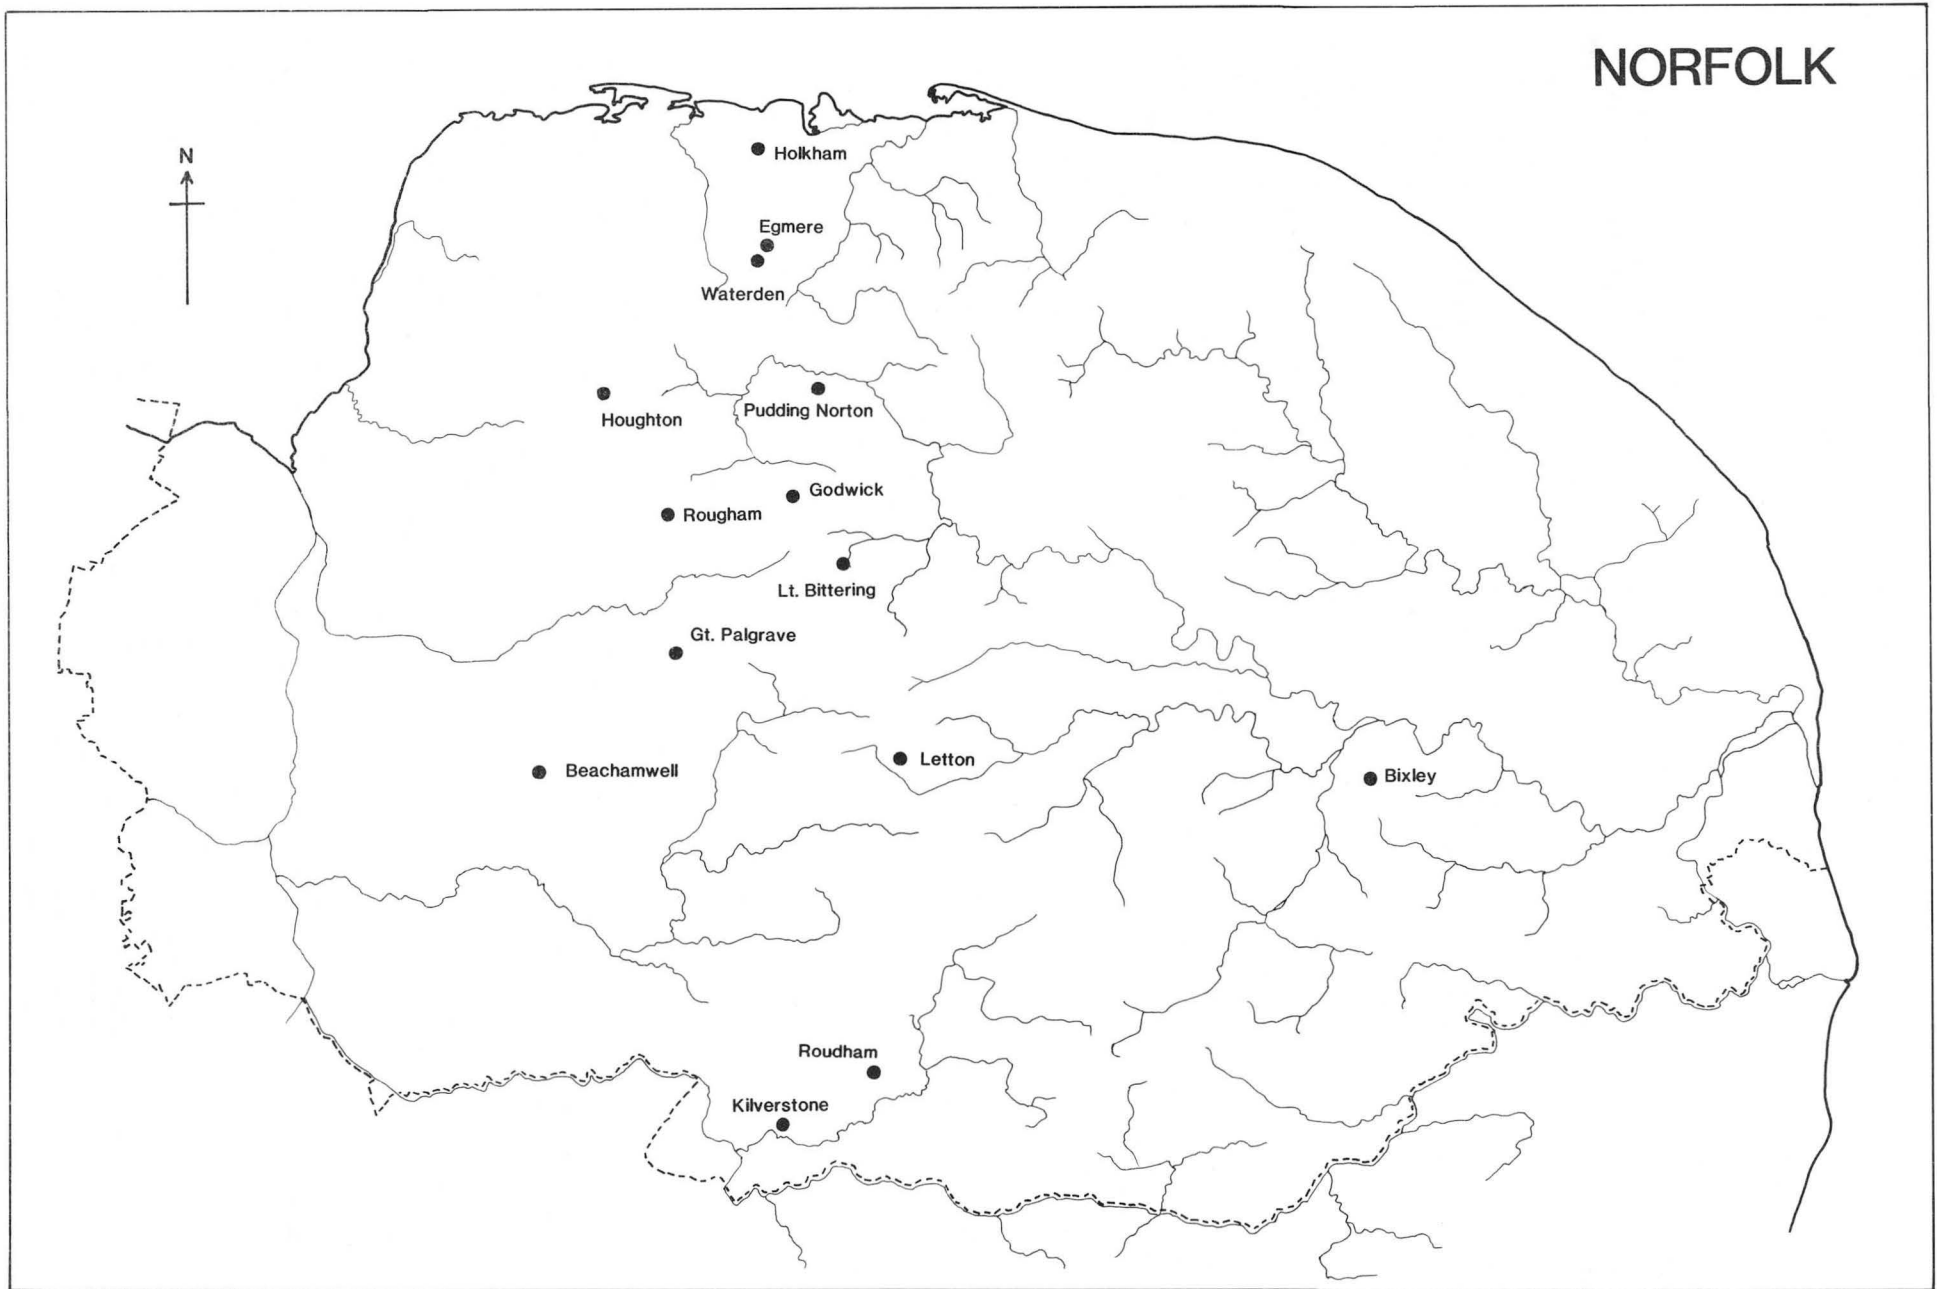 NORFOLK
N
Holkham
Egmere
Waterden
Houghton
Pudding Norton
Godwick
Rougham
Lt. Bittering
Gt. Palgrave
Letton
Beachamwell
Bixley
Roudham
Kilverstone